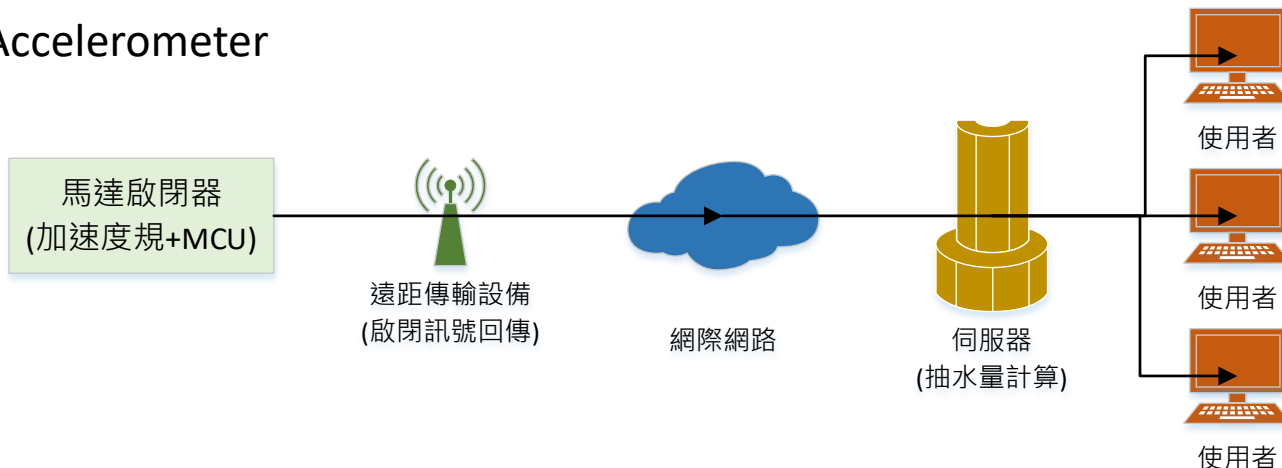 Accelerometer
馬達啟閉器
(加速度規+MCU)
遠距傳輸設備
(啟閉訊號回傳)
網際網路
伺服器
(抽水量計算)
使用者
使用者
使用者